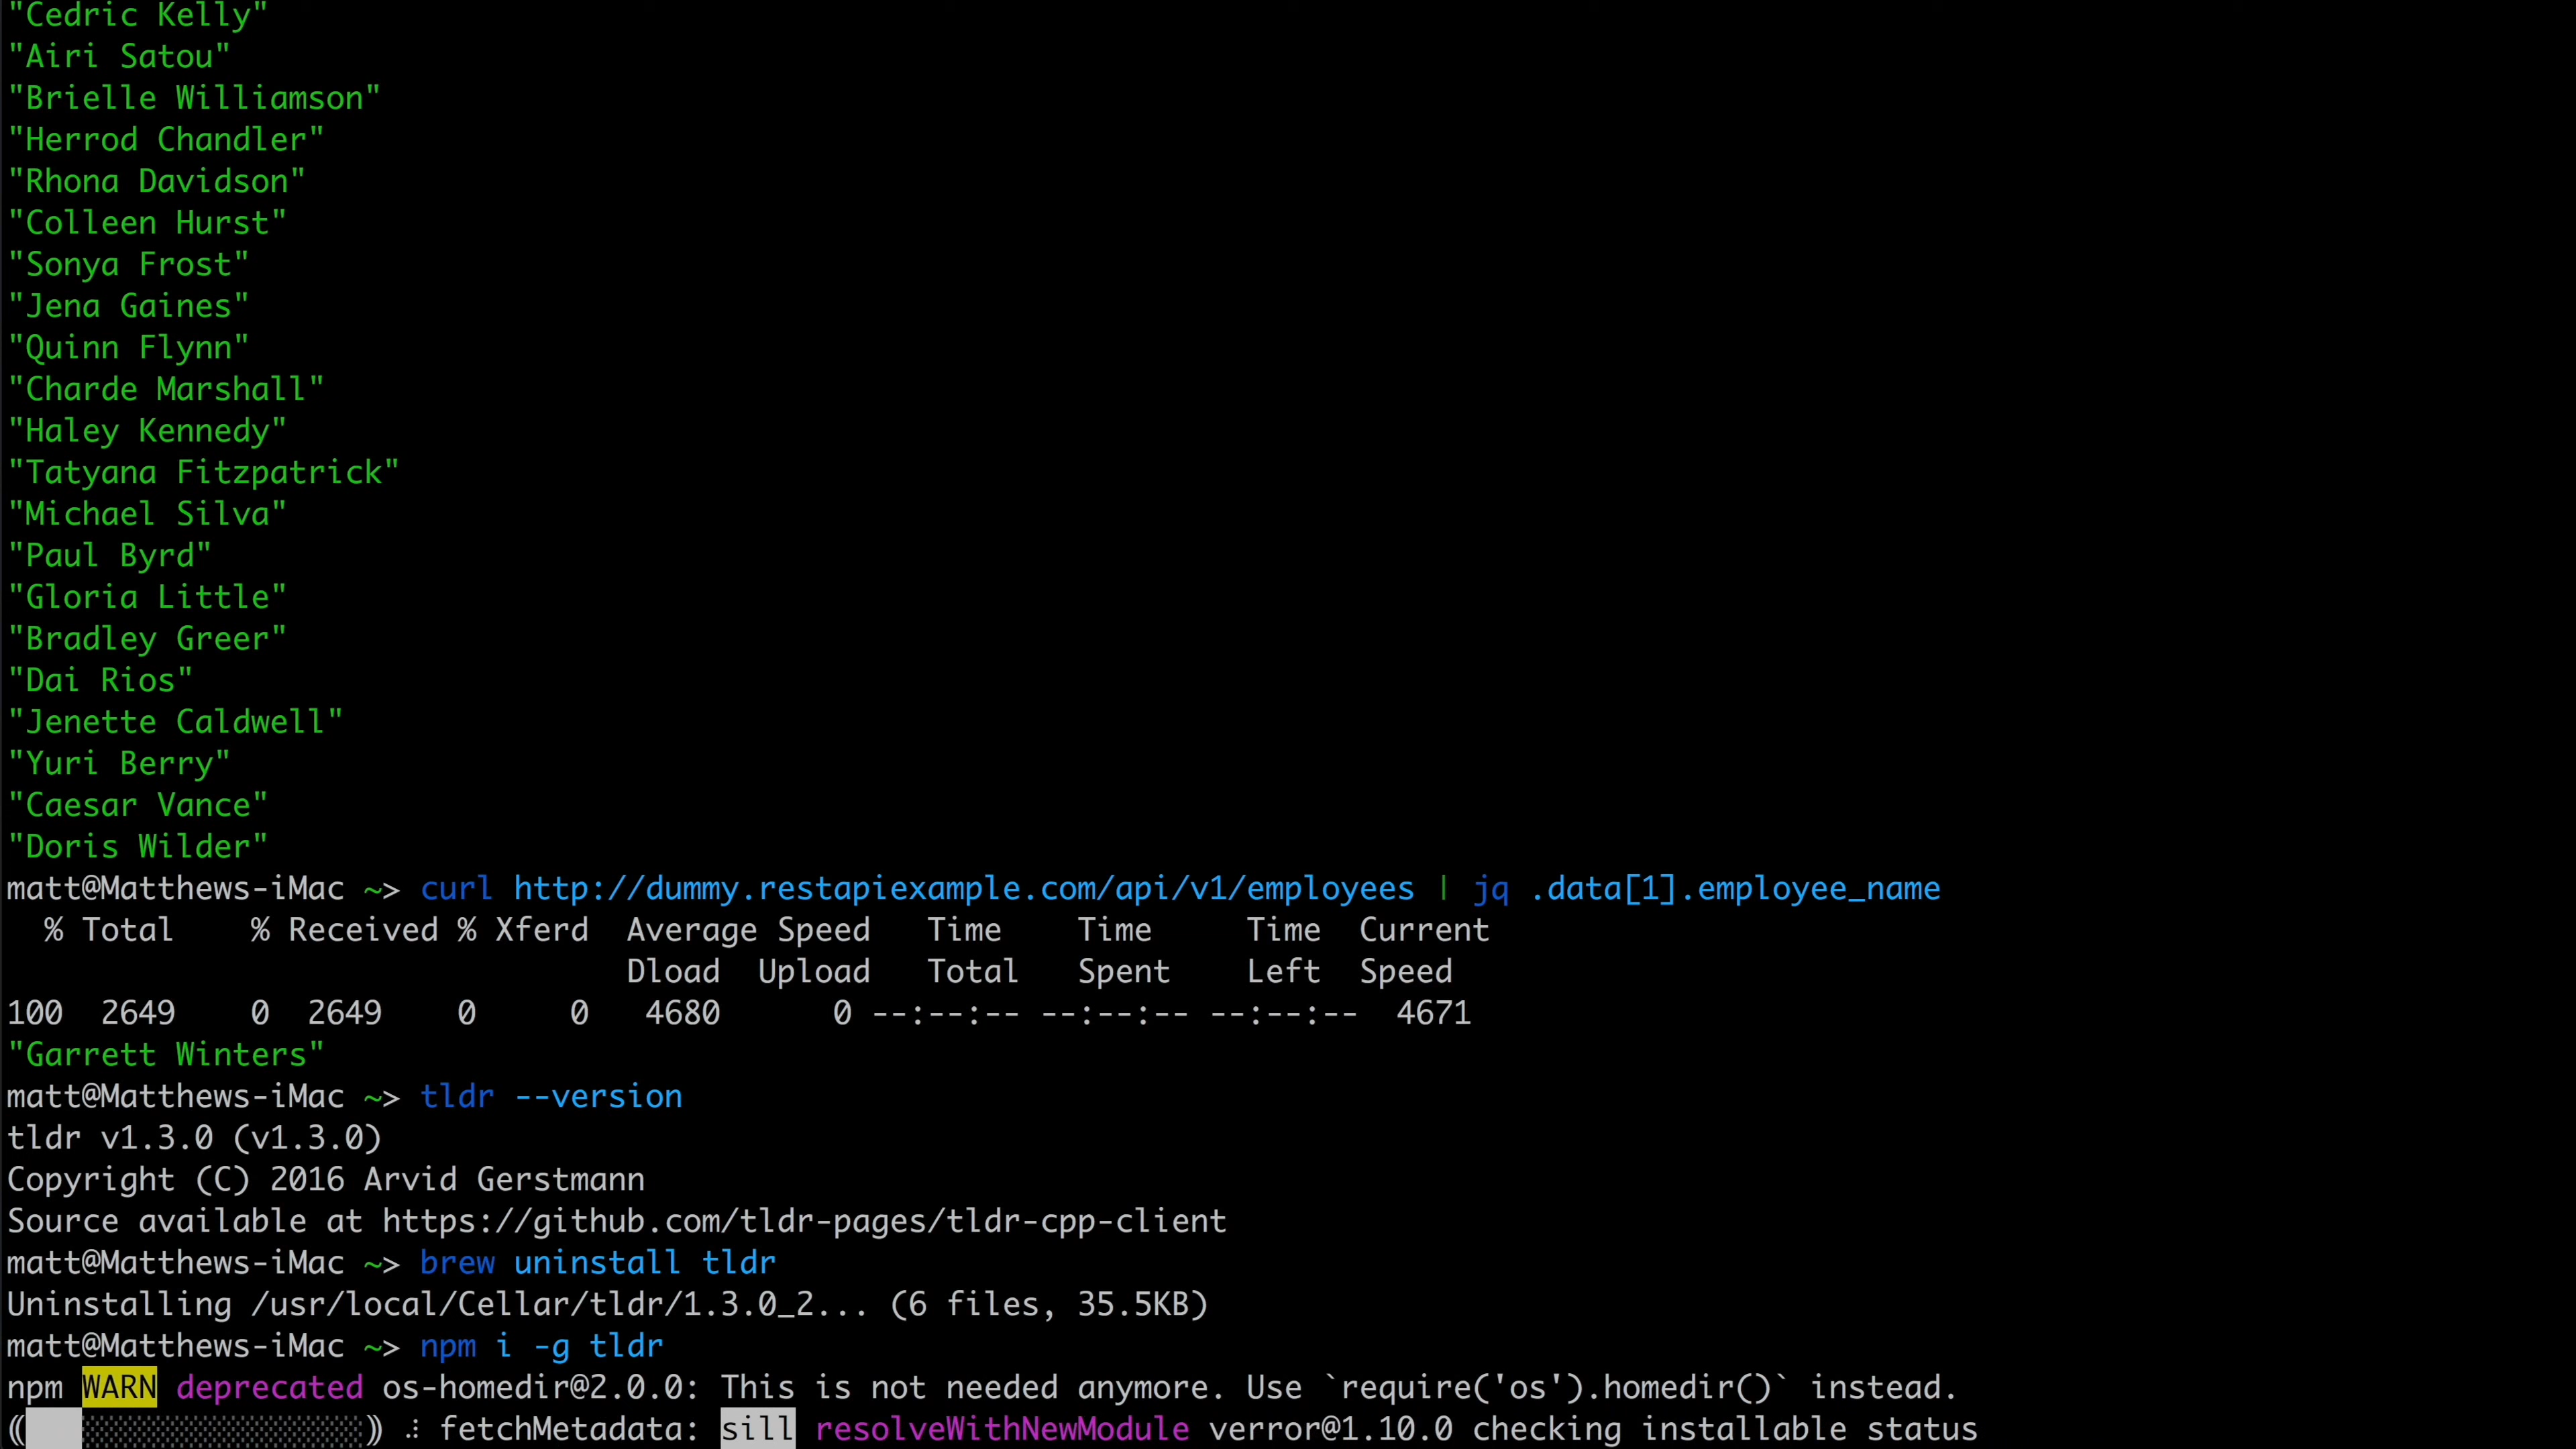 "Cedric Kelly"
"Airi Satou"
"Brielle Williamson"
"Herrod Chandler"
"Rhona Davidson"
"Colleen Hurst"
"Sonya Frost"
"Jena Gaines"
"Quinn Flynn"
"Charde Marshall"
"Haley Kennedy"
"Tatyana Fitzpatrick"
"Michael Silva"
"Paul Byrd"
"Gloria Little"
"Bradley Greer"
"Dai Rios"
"Jenette Caldwell"
"Yuri Berry"
"Caesar Vance"
"Doris Wilder"
matt@Matthews-iMac ~> curl http://dummy.restapiexample.com/api/v1/employees | jq .data[1].employee_name
  % Total    % Received % Xferd  Average Speed   Time    Time     Time  Current
                                 Dload  Upload   Total   Spent    Left  Speed
100  2649    0  2649    0     0   4680      0 --:--:-- --:--:-- --:--:--  4671
"Garrett Winters"
matt@Matthews-iMac ~> tldr --version
tldr v1.3.0 (v1.3.0)
Copyright (C) 2016 Arvid Gerstmann
Source available at https://github.com/tldr-pages/tldr-cpp-client
matt@Matthews-iMac ~> brew uninstall tldr
Uninstalling /usr/local/Cellar/tldr/1.3.0_2... (6 files, 35.5KB)
matt@Matthews-iMac ~> npm i -g tldr
npm WARN deprecated os-homedir@2.0.0: This is not needed anymore. Use `require('os').homedir()` instead.
fetchMetadata: sill resolveWithNewModule verror@1.10.0 checking installable status